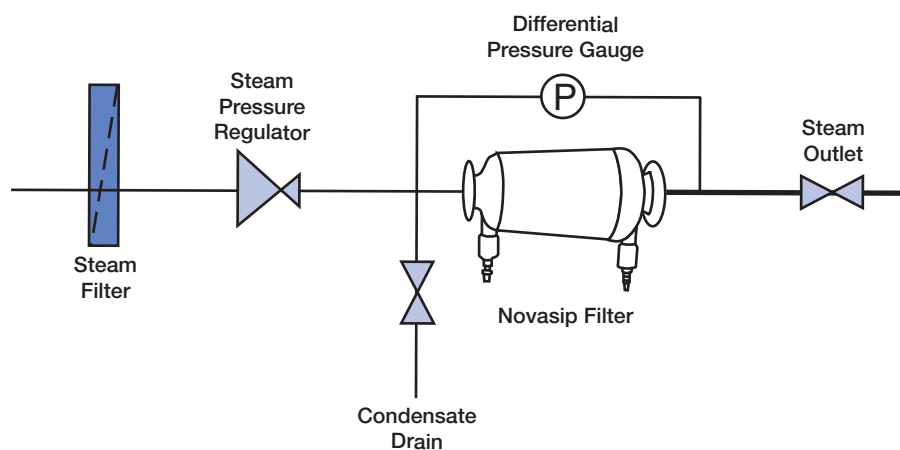 Differential
Pressure Gauge
Steam
Pressure
Regulator
P
Steam
Outlet
Steam
Filter
Novasip Filter
Condensate
Drain